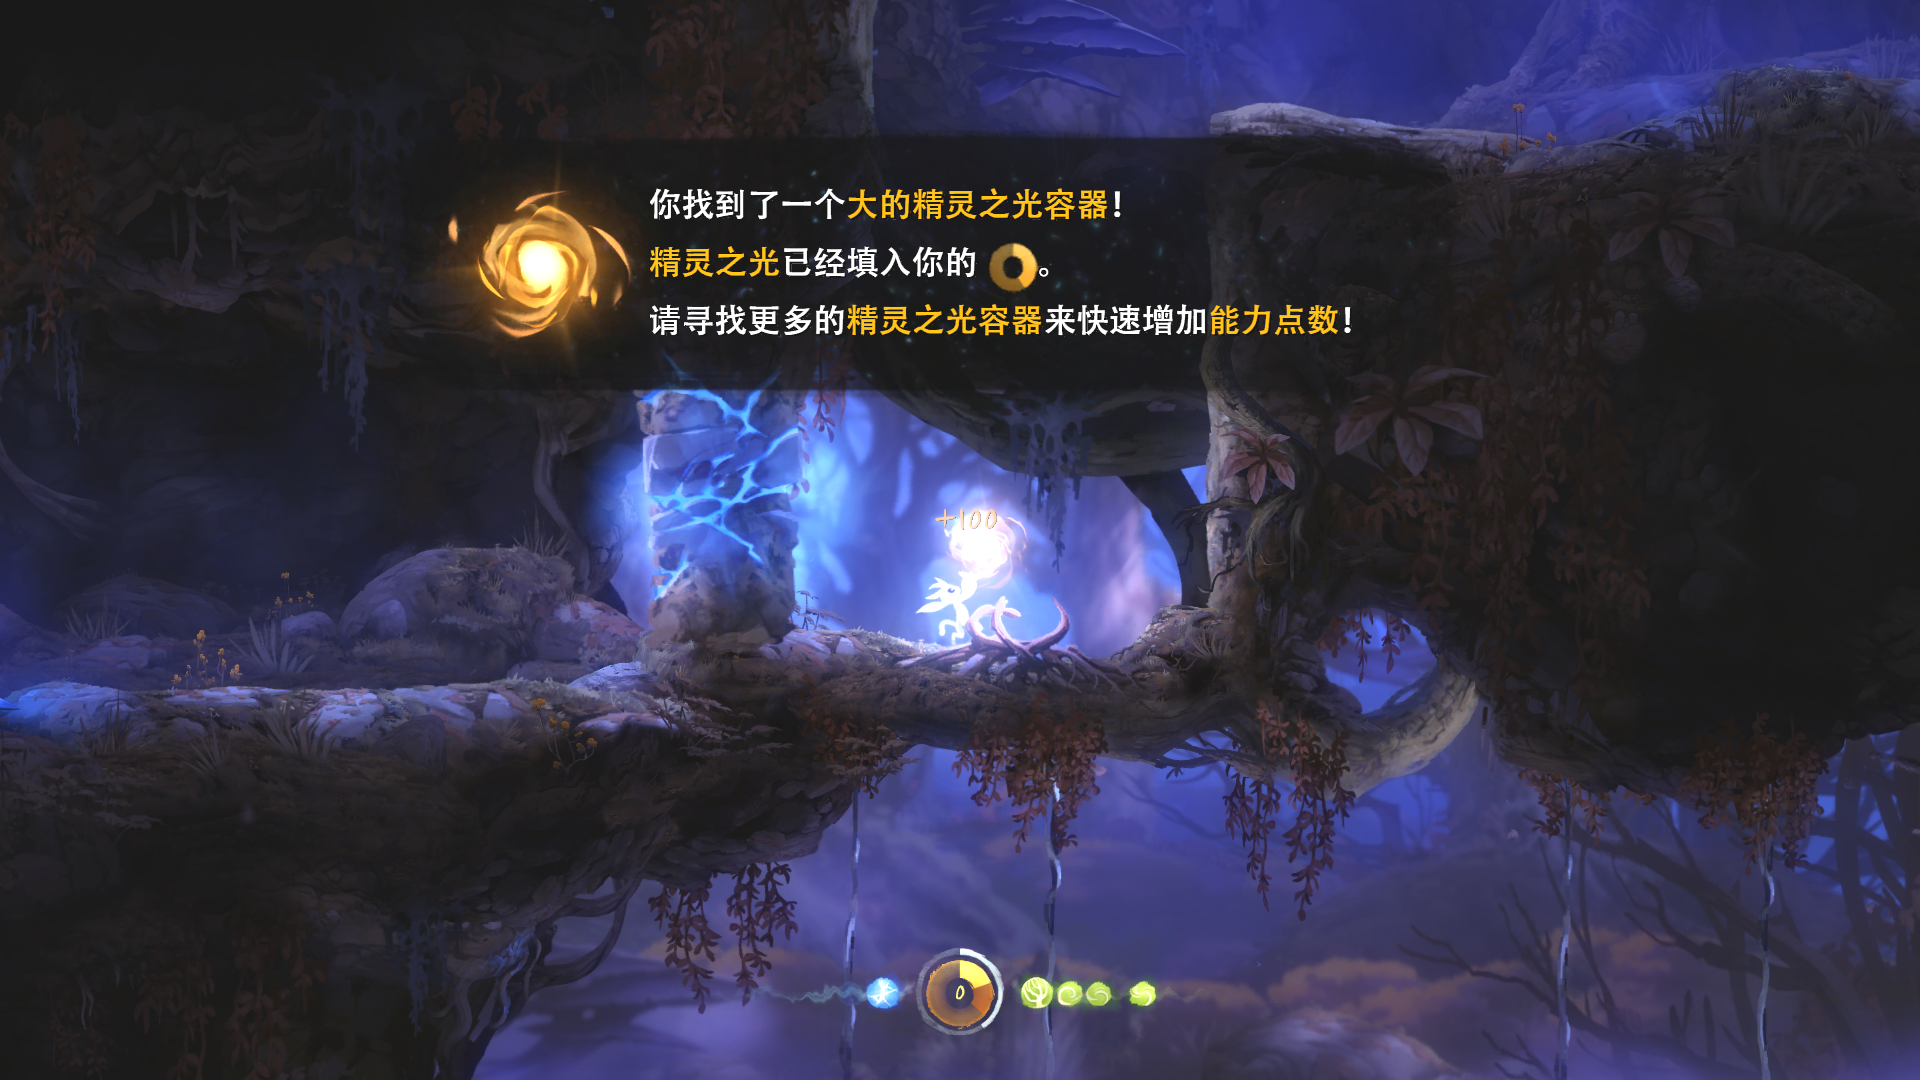 你找到了一个大的精灵之光容器！
精灵之光已经填入你的 。
请寻找更多的精灵之光容器来快速增加能力点数！
+100
0